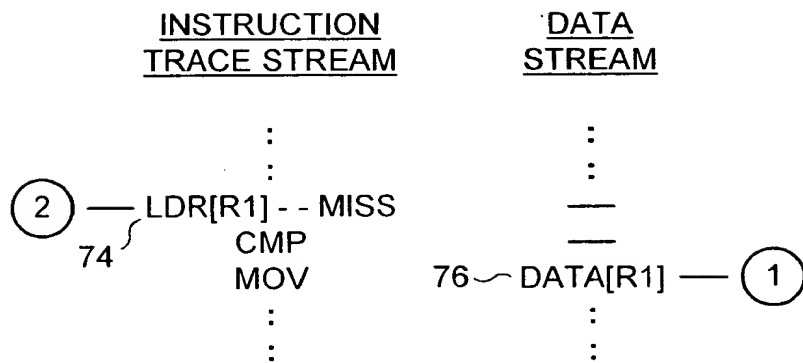 INSTRUCTION DATA
TRACE STREAM STREAM
2 LDR[R1] - - MISS
74 CMP
MOV 76 DATA[R1] 1